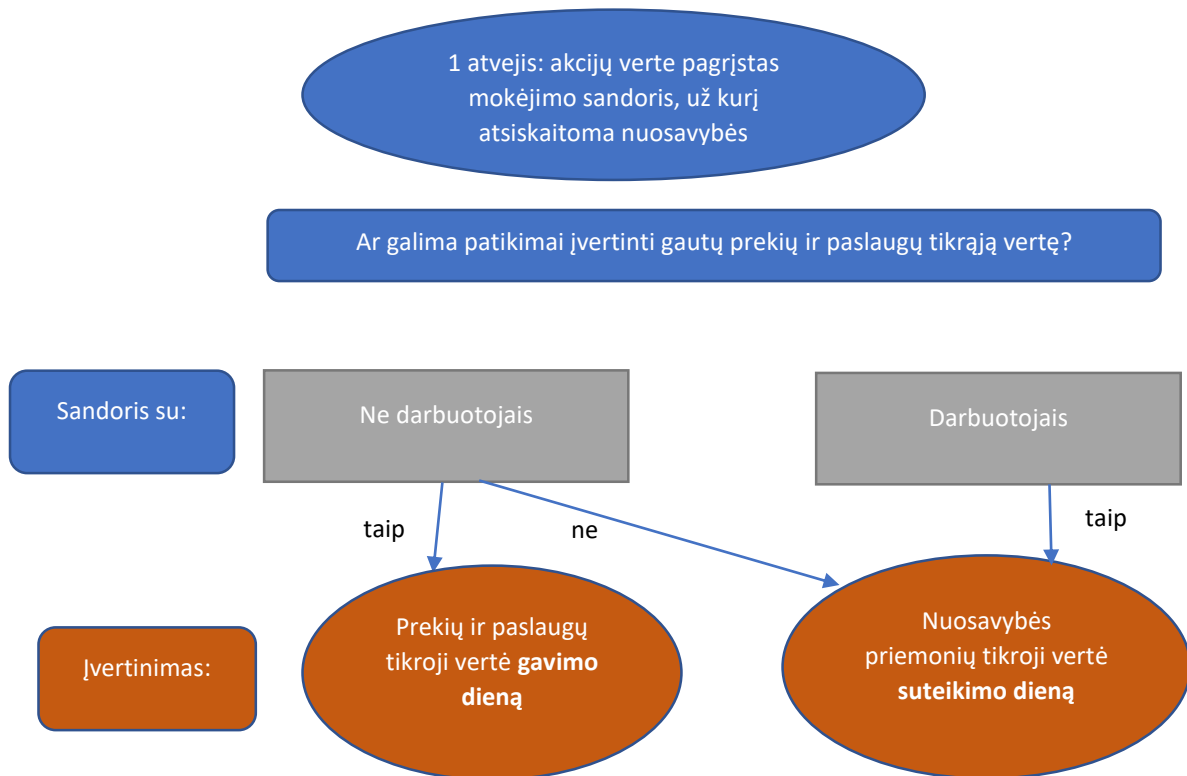 1 atvejis: akcijų verte pagrįstas
mokėjimo sandoris, už kurį
atsiskaitoma nuosavybės
Ar galima patikimai įvertinti gautų prekių ir paslaugų tikrąją vertę?
Sandoris su:
Ne darbuotojais
Darbuotojais
taip
ne
taip
Įvertinimas:
Prekių ir paslaugų
tikroji vertė gavimo
dieną
Nuosavybės
priemonių tikroji vertė
suteikimo dieną